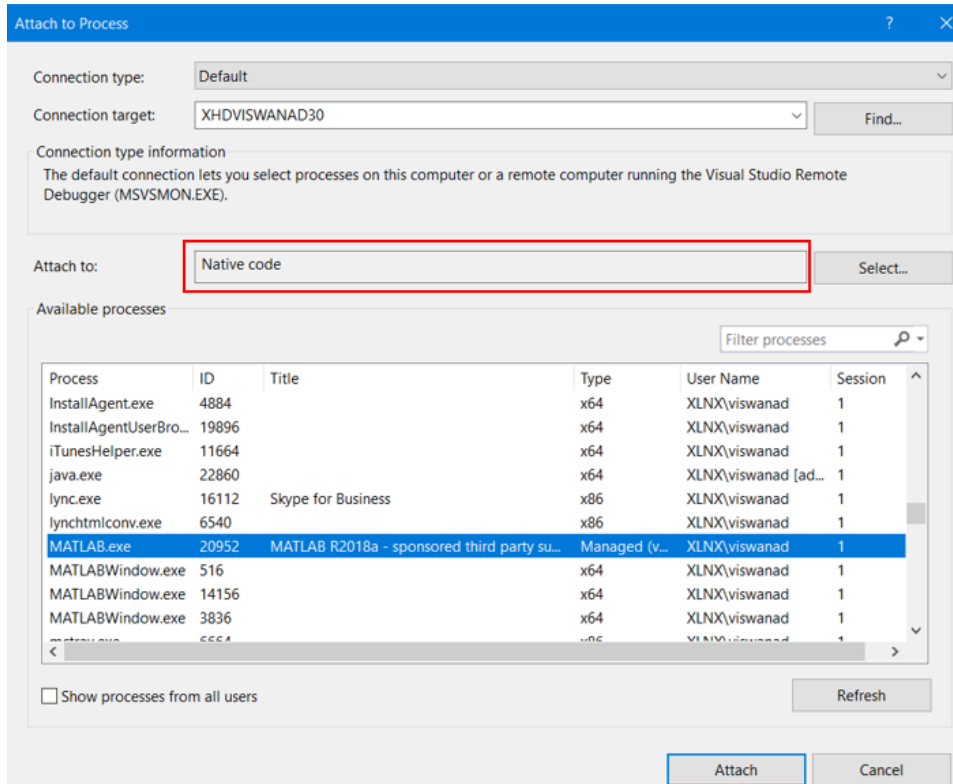 Attach to Process
Connection type: Default
Connection target: XHDVISWANAD30 Find...
Connection type information
The default connection lets you select processes on this computer or a remote computer running the Visual Studio Remote
Debugger (MSVSMON.EXE).
Attach to: Native code Select...
Available processes
Filter processes
Process ID Title Type User Name Session
InstallAgent.exe 4884 x64 XLNX\viswanad 1
InstallAgentUserBro... 19896 x64 XLNX\viswanad 1
iTunesHelper.exe 11664 x64 XLNX\viswanad 1
java.exe 22860 x64 XLNX\viswanad [ad... 1
lync.exe 16112 Skype for Business x86 XLNX\viswanad 1
lynchtmlconv.exe 6540 x86 XLNX\viswanad 1
MATLAB.exe 20952 MATLAB R2018a - sponsored third party su... Managed (v... XLNX\viswanad 1
MATLABWindow.exe 516 x64 XLNX\viswanad 1
MATLABWindow.exe 14156 x64 XLNX\viswanad 1
MATLABWindow.exe 3836 x64 XLNX\viswanad 1
Show processes from all users Refresh
Attach Cancel